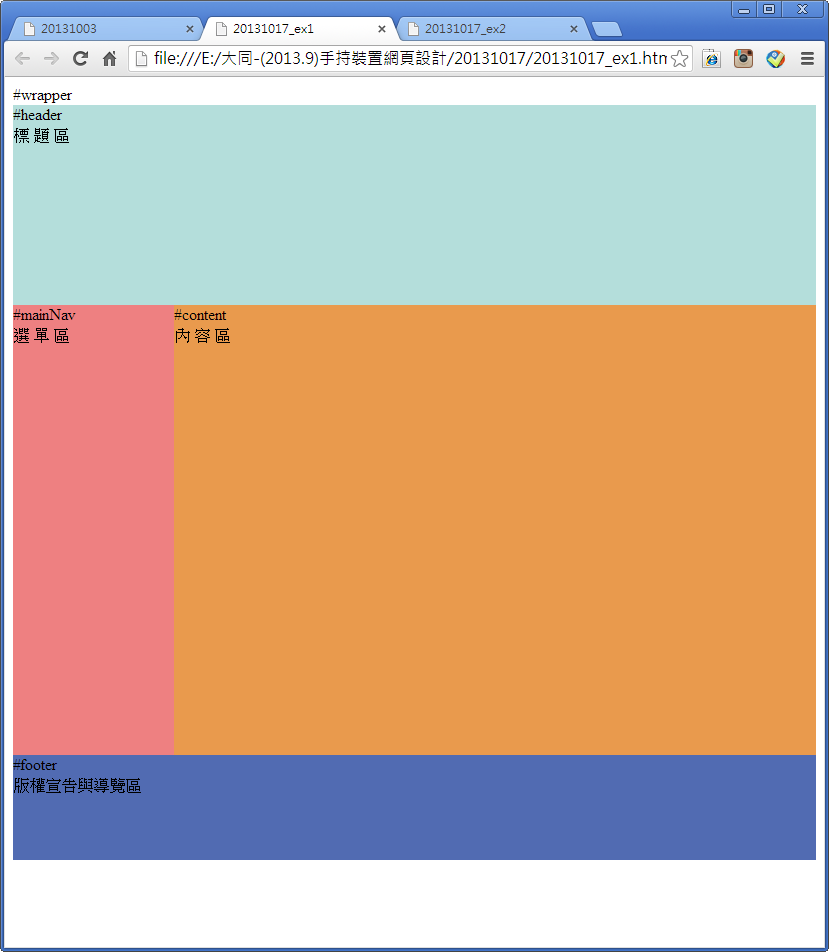 20131003
20131017_ex1
20131017_ex2
file:///E:/大同-(2013.9)手持裝置網頁設計/20131017/20131017_ex1.htm
#wrapper
#header
標 題 區
#mainNav
選 單 區
#content
內 容 區
#footer
版權宣告與導覽區